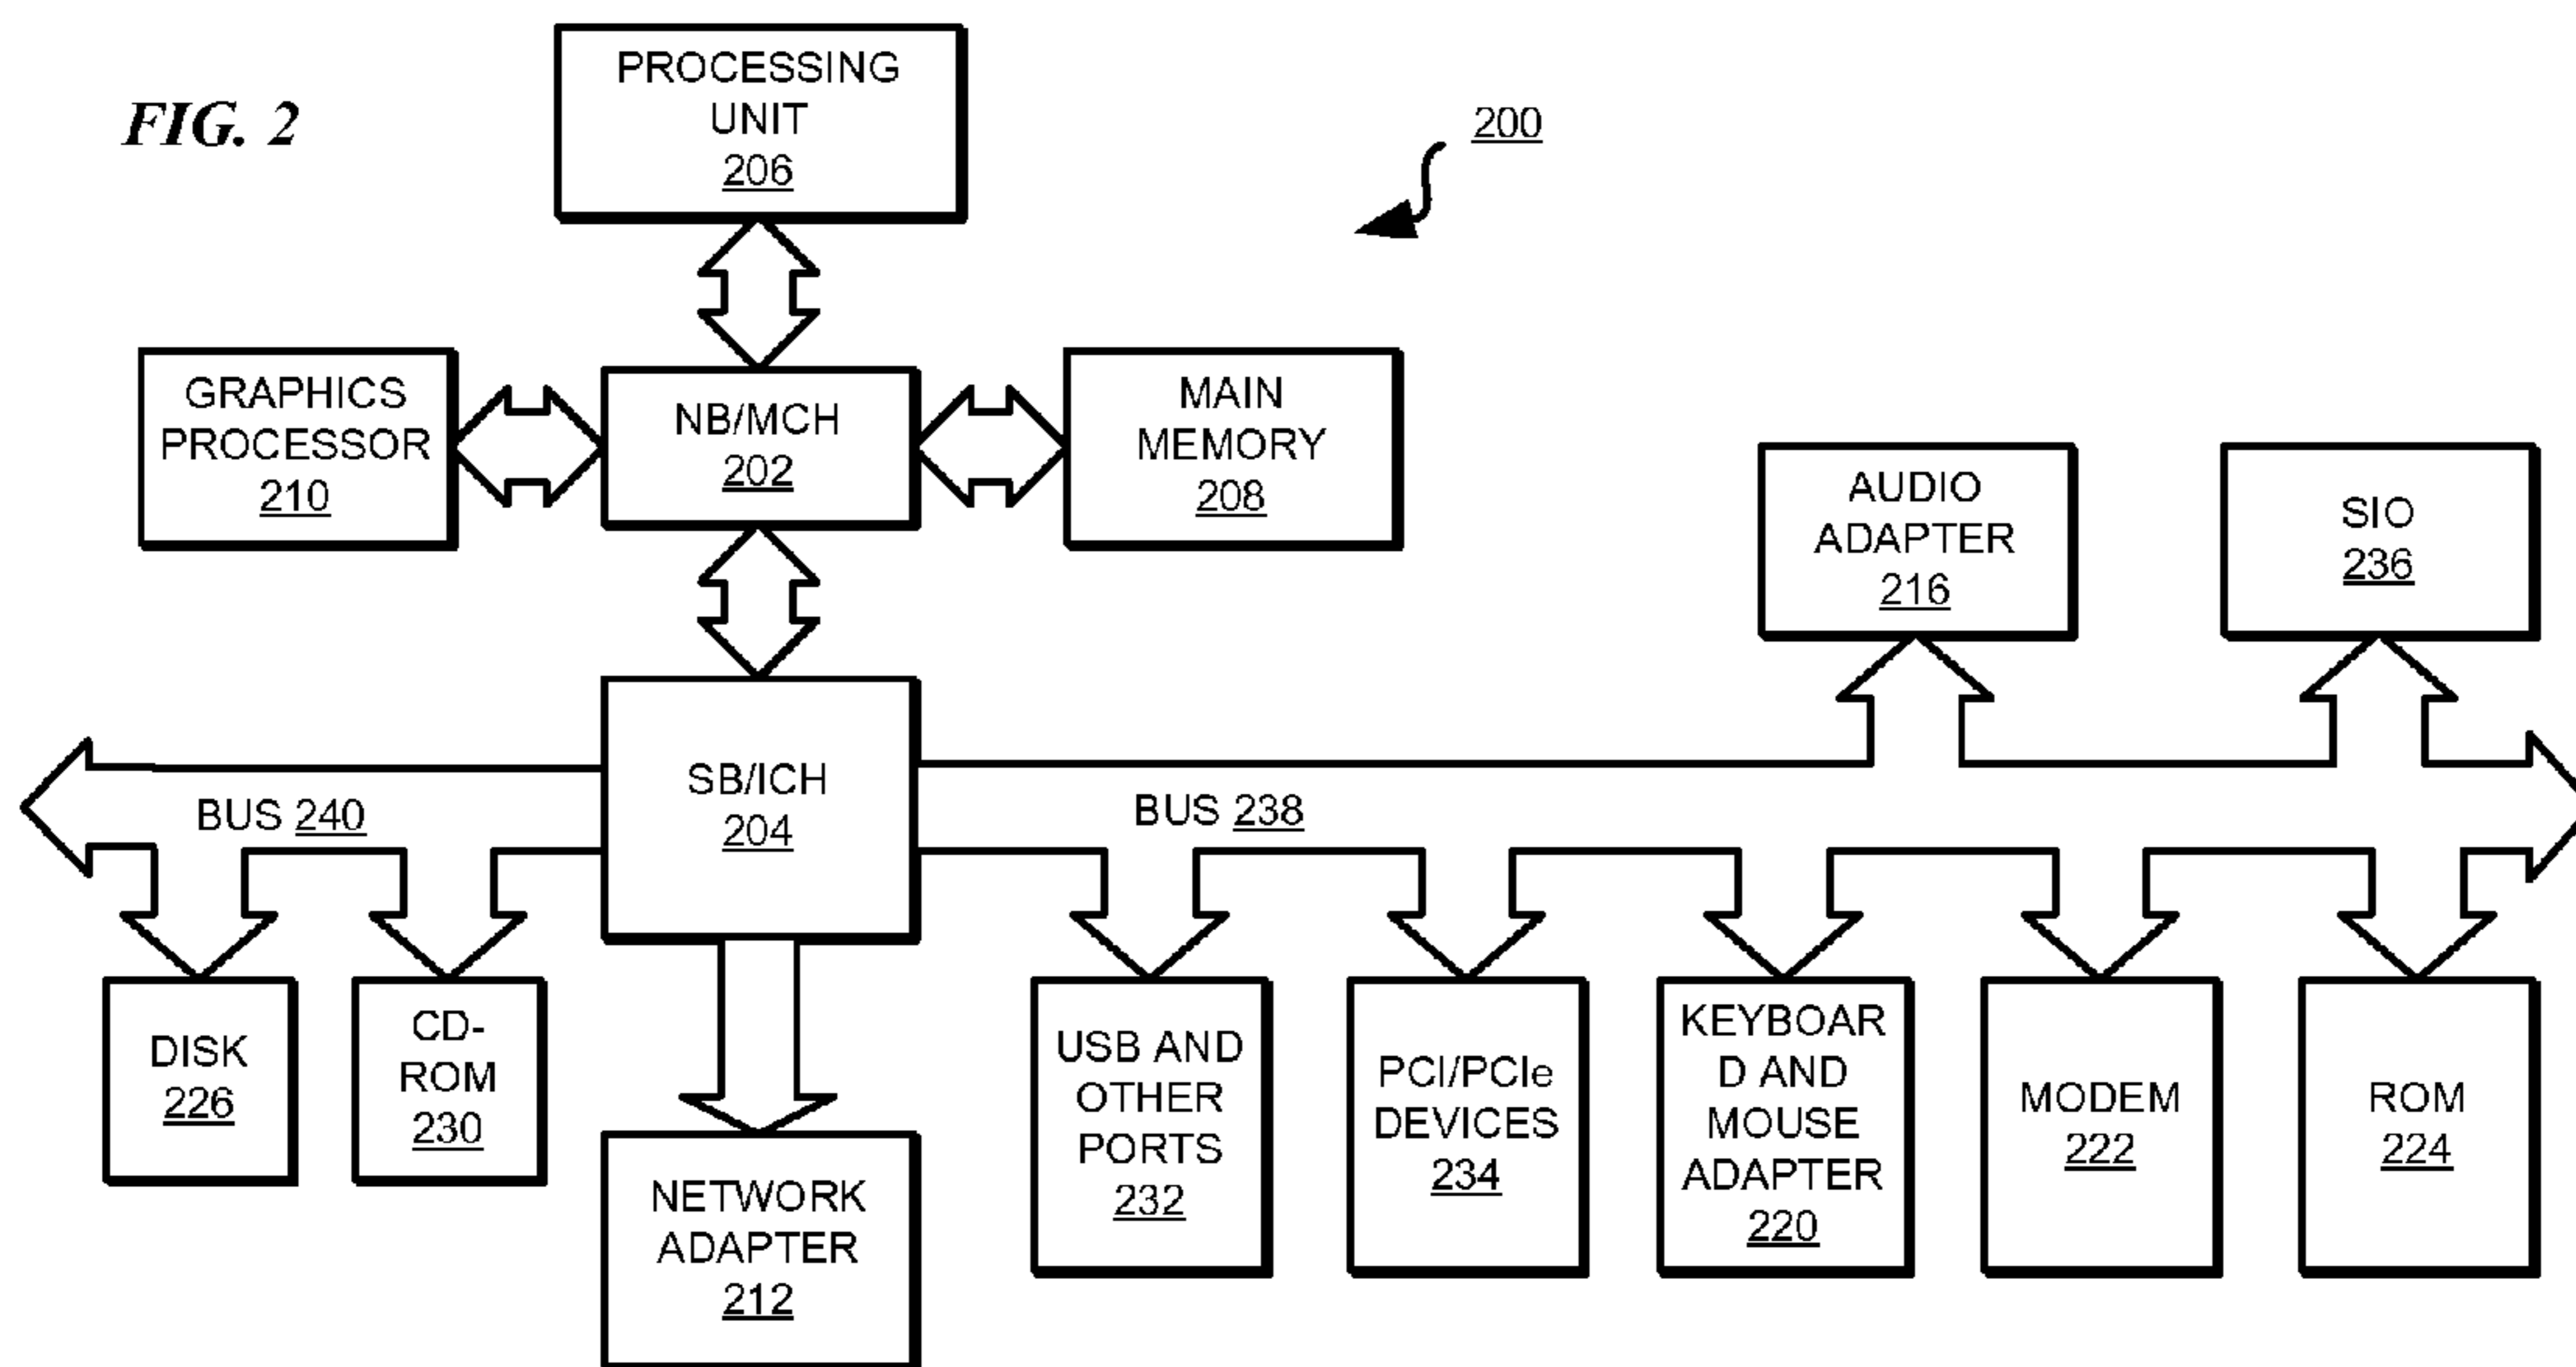 FIG. 2
PROCESSING
UNIT
206
200
GRAPHICS
PROCESSOR
210
NB/MCH
202
MAIN
MEMORY
208
AUDIO
ADAPTER
216
SIO
236
SB/ICH
204
BUS 240
BUS 238
DISK
226
CD-
ROM
230
NETWORK
ADAPTER
212
USB AND
OTHER
PORTS
232
PCI/PCIe
DEVICES
234
KEYBOAR
D AND
MOUSE
ADAPTER
220
MODEM
222
ROM
224